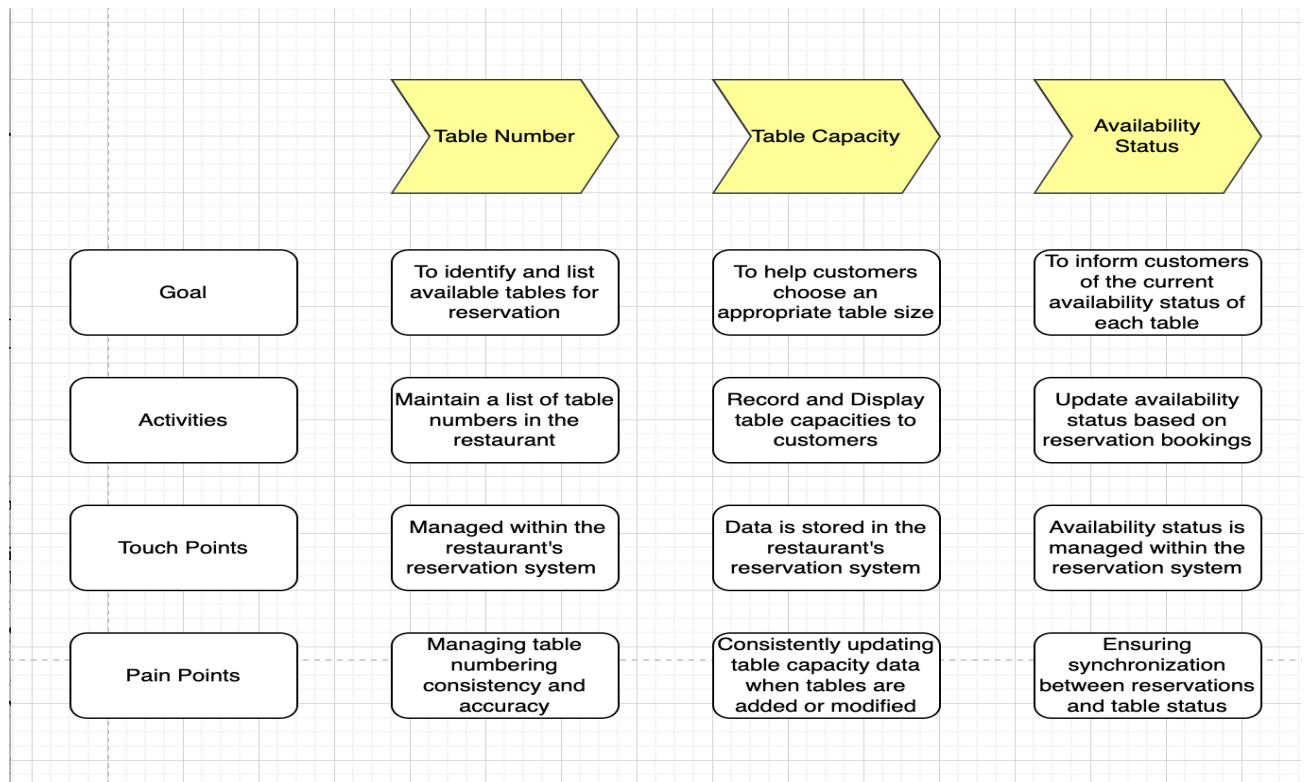 Table Number
Table Capacity
Availability
Status
Goal
To identify and list
available tables for
reservation
To help customers
choose an
appropriate table size
To inform customers
of the current
availability status of
each table
Activities
Maintain a list of table
numbers in the
restaurant
Record and Display
table capacities to
customers
Update availability
status based on
reservation bookings
Touch Points
Managed within the
restaurant's
reservation system
Data is stored in the
restaurant's
reservation system
Availability status is
managed within the
reservation system
Pain Points
Managing table
numbering
consistency and
accuracy
Consistently updating
table capacity data
when tables are
added or modified
Ensuring
synchronization
between reservations
and table status